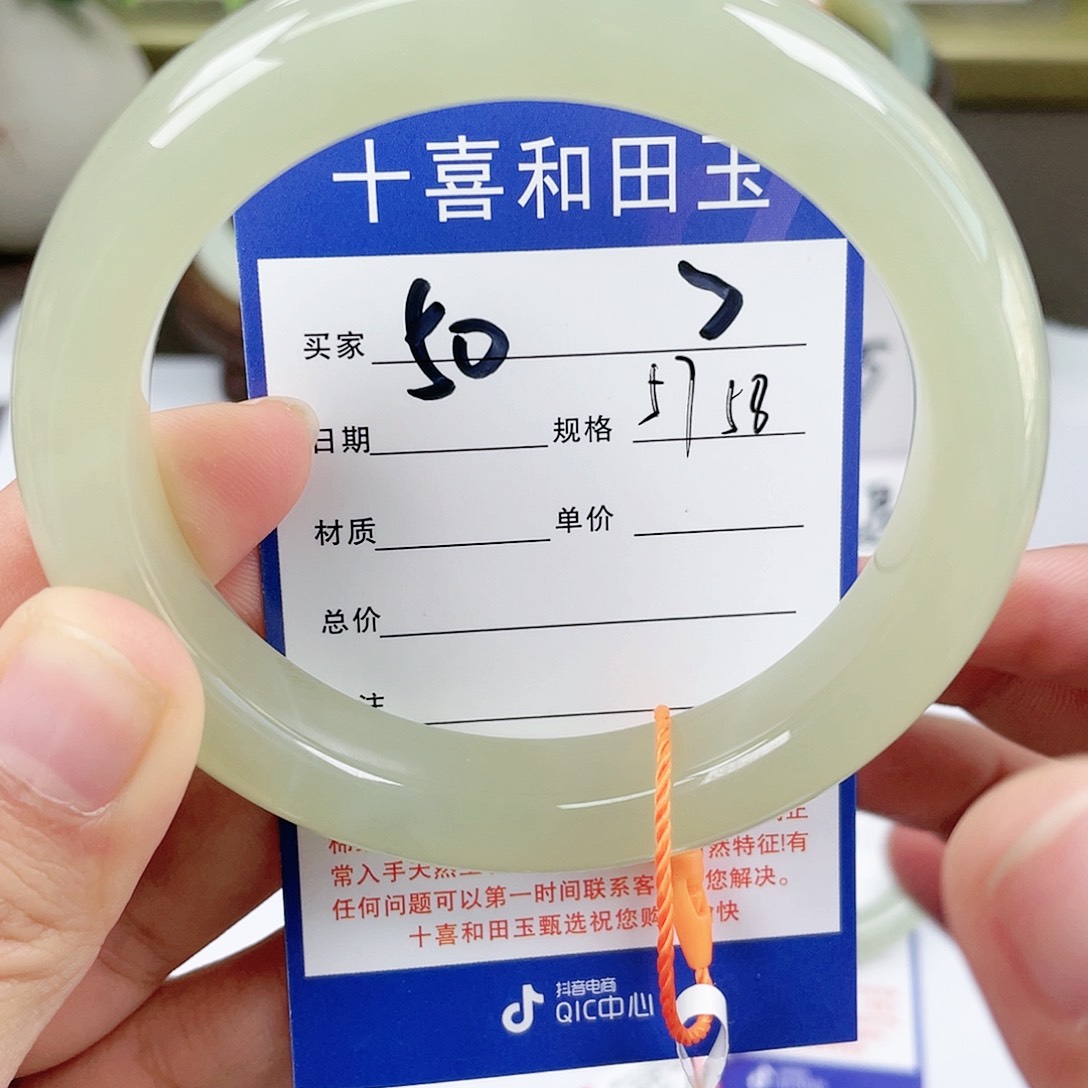 十喜和田玉
买家 50 7
日期 规格 57 58
材质 单价
总价
注
然特征!有
常入手天然
任何问题可以第一时间联系客 您解决。
十喜和田玉甄选祝您购 快
抖音电商
QIC中心